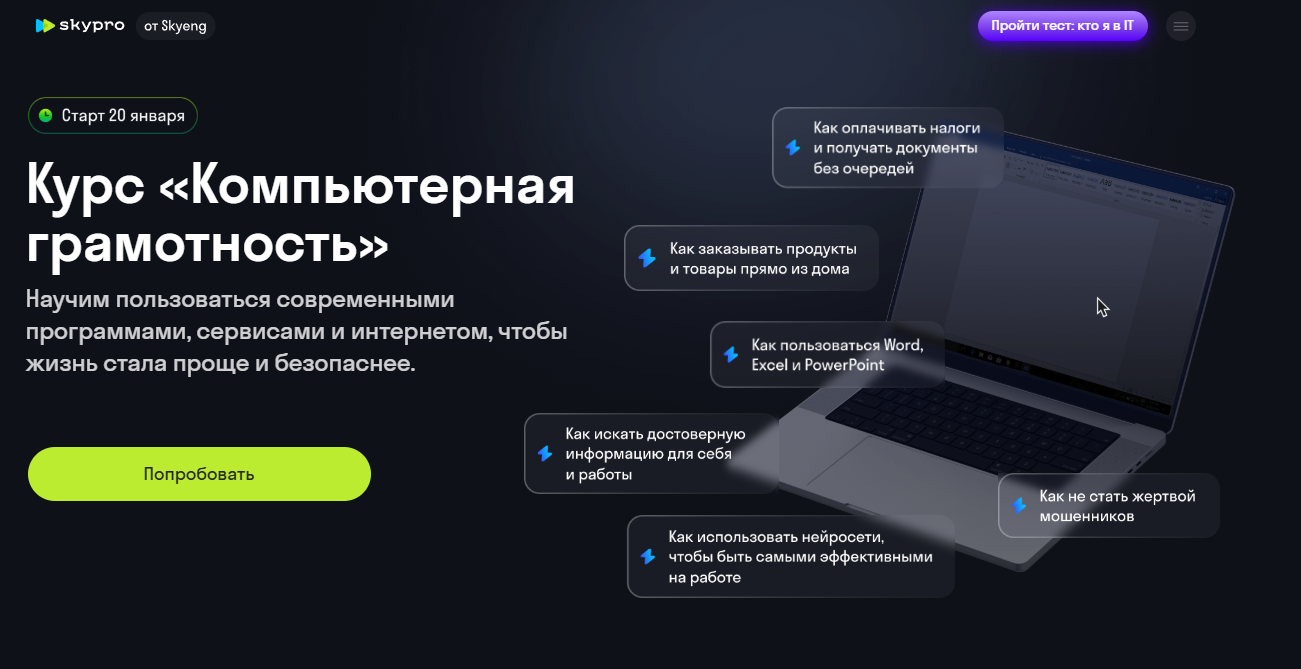 skypro
от Skyeng
Пройти тест: кто я в IT
Старт 20 января
Курс «Компьютерная
грамотность»
Научим пользоваться современными
программами, сервисами и интернетом, чтобы
жизнь стала проще и безопаснее.
Попробовать
Как оплачивать налоги
и получать документы
без очередей
Как заказывать продукты
и товары прямо из дома
Как пользоваться Word,
Excel и PowerPoint
Как искать достоверную
информацию для себя
и работы
Как не стать жертвой
мошенников
Как использовать нейросети,
чтобы быть самыми эффективными
на работе